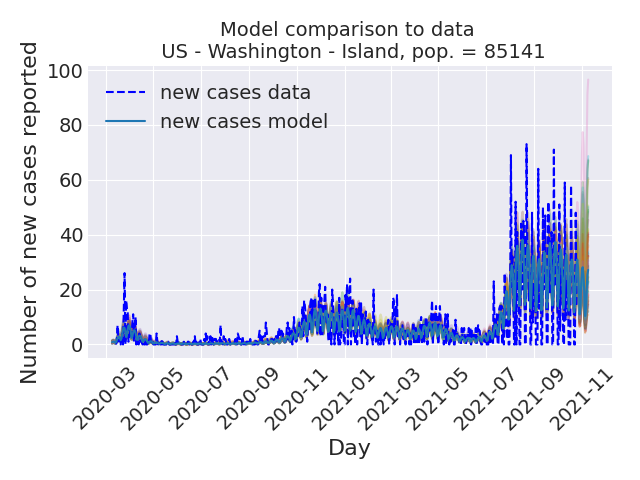 Model comparison to data
US - Washington - Island, pop. = 85141
Number of new cases reported
100
80
60
40
20
0
new cases data
new cases model
2020-03
2020-05
2020-07
2020-09
2020-11
2021-01
2021-03
2021-05
2021-07
2021-09
2021-11
Day